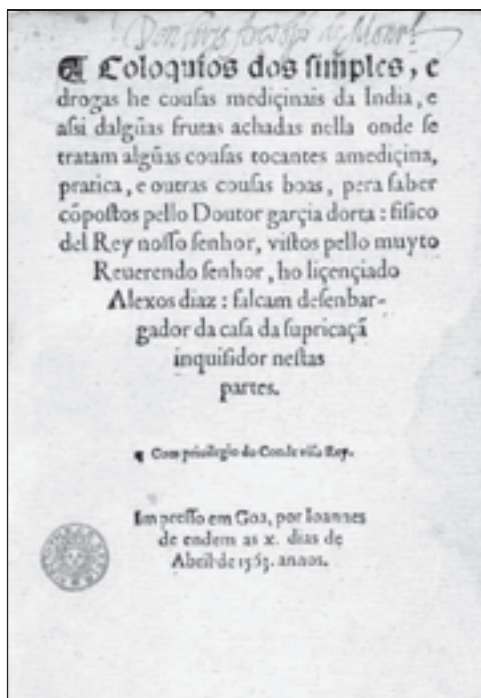 Coloquios dos simples, e
drogas he cousas mediçinais da India, e
assi dalgũas frutas achadas nella onde se
tratam algũas cousas tocantes amediçina,
pratica, e outras cousas boas, pera saber
cõpostos pello Doutor garçia dorta: fisico
del Rey nosso senhor, vistos pello muyto
Reuerendo senhor, ho liçençiado
Alexos diaz: falcam desenbar-
gador da casa da supricaçã
inquisidor nestas
partes.
¶ Com priuilegio do Conde viso Rey.
Impresso em Goa, por Ioannes
de endem as x. dias de
Abril de 1563. annos.